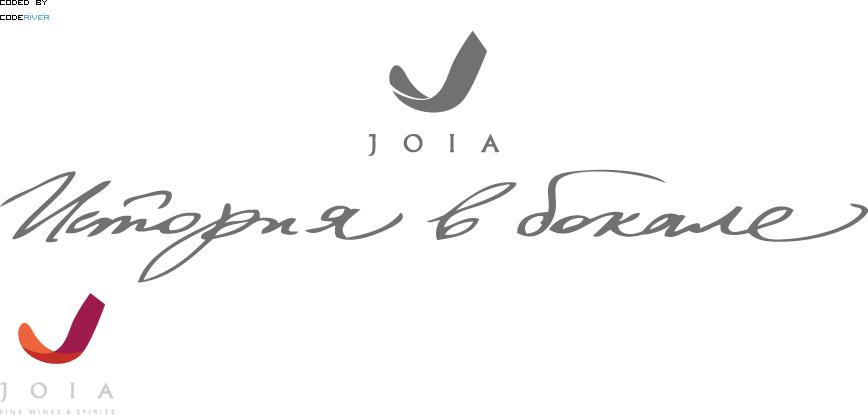 CODED BY
CODERIVER
JOIA
История в бокале
JOIA
FINE WINES & SPIRITS